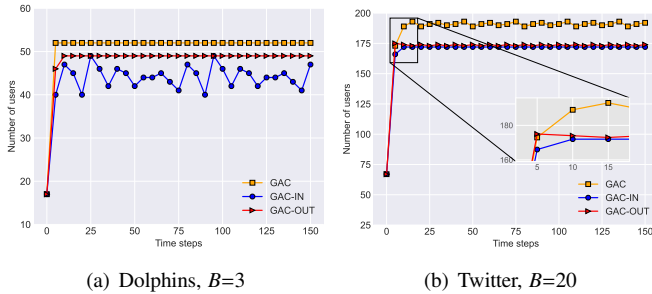 60
50
40
30
20
10
Number of users
0 25 50 75 100 125 150
Time steps
GAC
GAC-IN
GAC-OUT
(a) Dolphins, B=3
200
175
150
125
100
75
50
25
Number of users
0 25 50 75 100 125 150
Time steps
180
160
5 10 15
GAC
GAC-IN
GAC-OUT
(b) Twitter, B=20